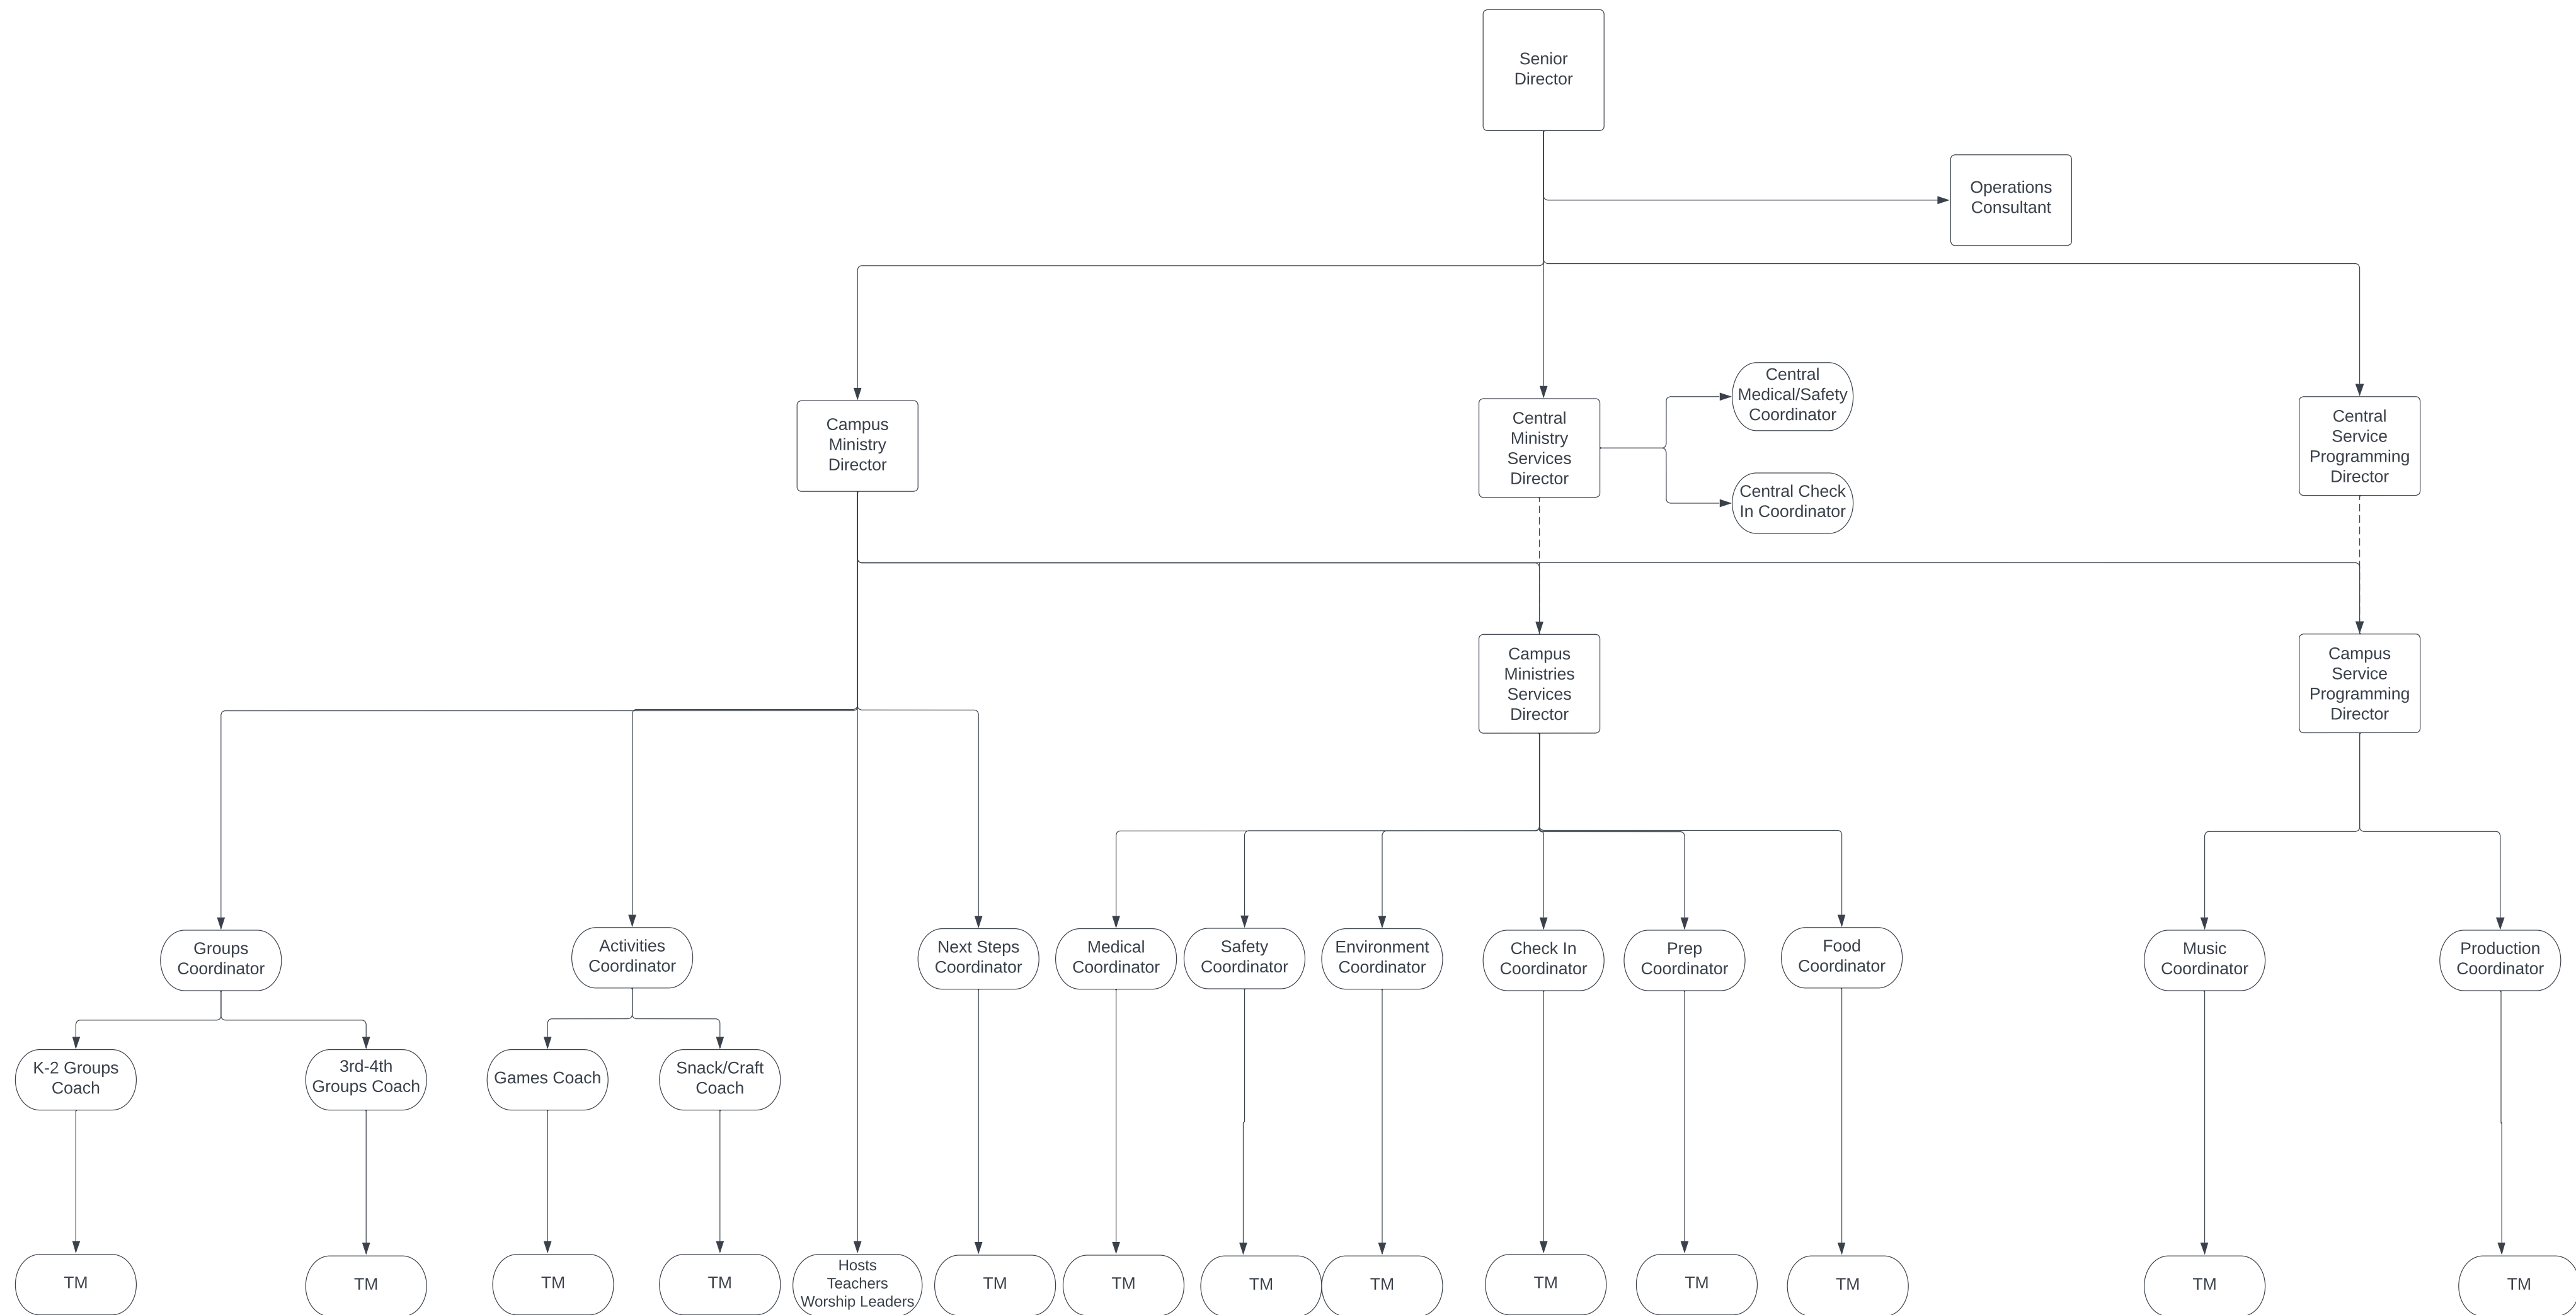 Senior
Director
Operations
Consultant
Campus
Ministry
Director
Central
Ministry
Services
Director
Central
Medical/Safety
Coordinator
Central Check
In Coordinator
Central
Service
Programming
Director
Campus
Ministries
Services
Director
Campus
Service
Programming
Director
Groups
Coordinator
Activities
Coordinator
Next Steps
Coordinator
Medical
Coordinator
Safety
Coordinator
Environment
Coordinator
Check In
Coordinator
Prep
Coordinator
Food
Coordinator
Music
Coordinator
Production
Coordinator
K-2 Groups
Coach
3rd-4th
Groups Coach
Games Coach
Snack/Craft
Coach
TM
TM
TM
TM
Hosts
Teachers
Worship Leaders
TM
TM
TM
TM
TM
TM
TM
TM
TM